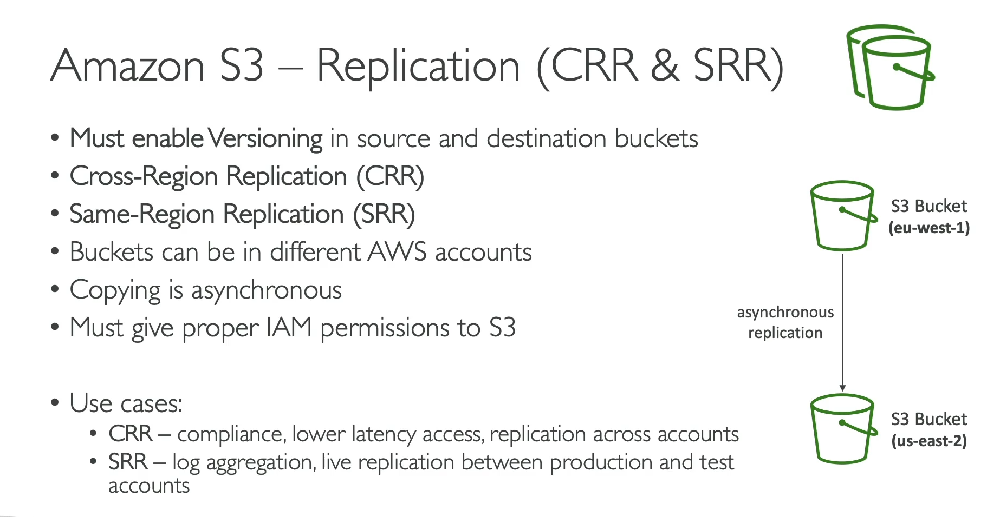 Amazon S3 – Replication (CRR & SRR)
• Must enable Versioning in source and destination buckets
• Cross-Region Replication (CRR)
• Same-Region Replication (SRR)
• Buckets can be in different AWS accounts
• Copying is asynchronous
• Must give proper IAM permissions to S3
• Use cases:
• CRR – compliance, lower latency access, replication across accounts
• SRR – log aggregation, live replication between production and test
accounts
S3 Bucket
(eu-west-1)
asynchronous
replication
S3 Bucket
(us-east-2)